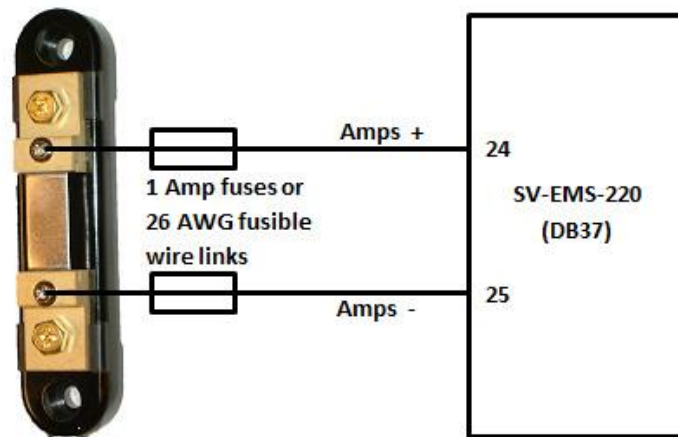 Amps +
24
1 Amp fuses or
26 AWG fusible
wire links
SV-EMS-220
(DB37)
Amps -
25